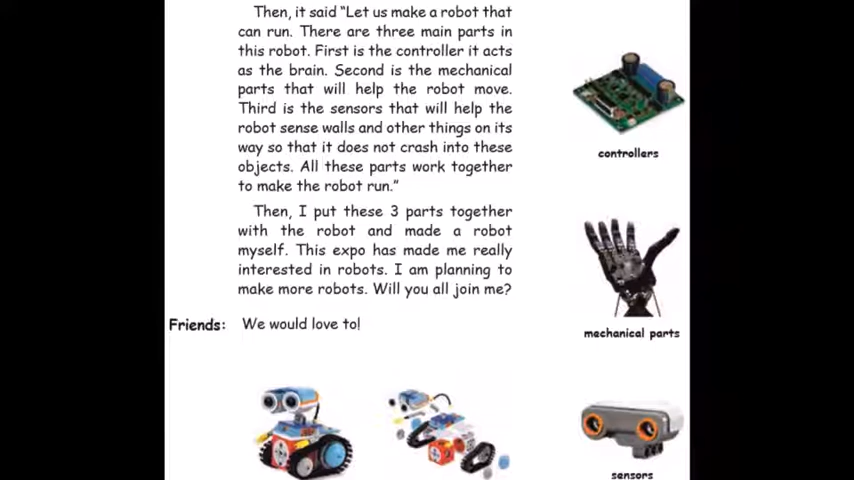 Then, it said “Let us make a robot that
can run. There are three main parts in
this robot. First is the controller it acts
as the brain. Second is the mechanical
parts that will help the robot move.
Third is the sensors that will help the
robot sense walls and other things on its
way so that it does not crash into these
objects. All these parts work together
to make the robot run.”
Then, I put these 3 parts together
with the robot and made a robot
myself. This expo has made me really
interested in robots. I am planning to
make more robots. Will you all join me?
Friends: We would love to!
controllers
mechanical parts
sensors